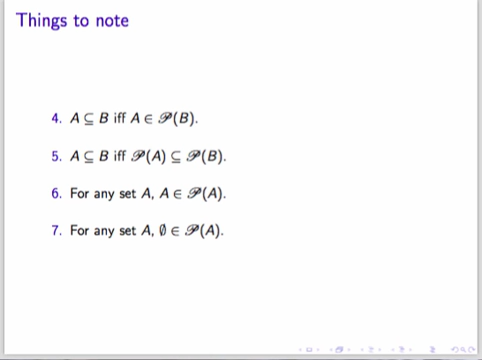 Things to note
4. A ⊆ B iff A ∈ 𝒫(B).
5. A ⊆ B iff 𝒫(A) ⊆ 𝒫(B).
6. For any set A, A ∈ 𝒫(A).
7. For any set A, ∅ ∈ 𝒫(A).